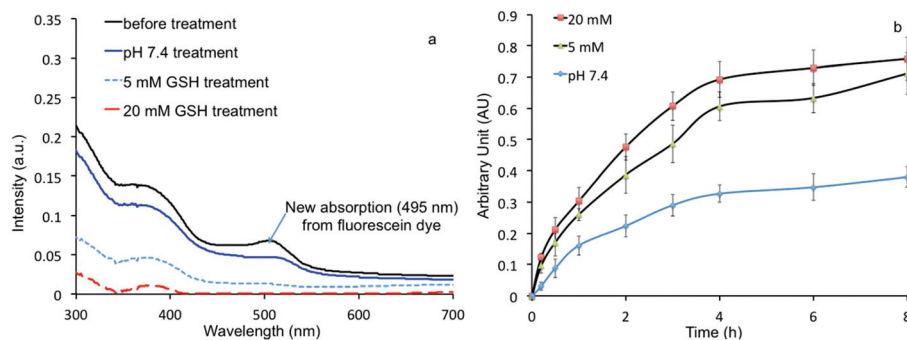 before treatment
pH 7.4 treatment
5 mM GSH treatment
20 mM GSH treatment
a
New absorption (495 nm)
from fluorescein dye
Intensity (a.u.)
0.35
0.3
0.25
0.2
0.15
0.1
0.05
0
300
400
500
600
700
Wavelength (nm)
20 mM
5 mM
pH 7.4
b
Arbitrary Unit (AU)
0.9
0.8
0.7
0.6
0.5
0.4
0.3
0.2
0.1
0
0
2
4
6
8
Time (h)